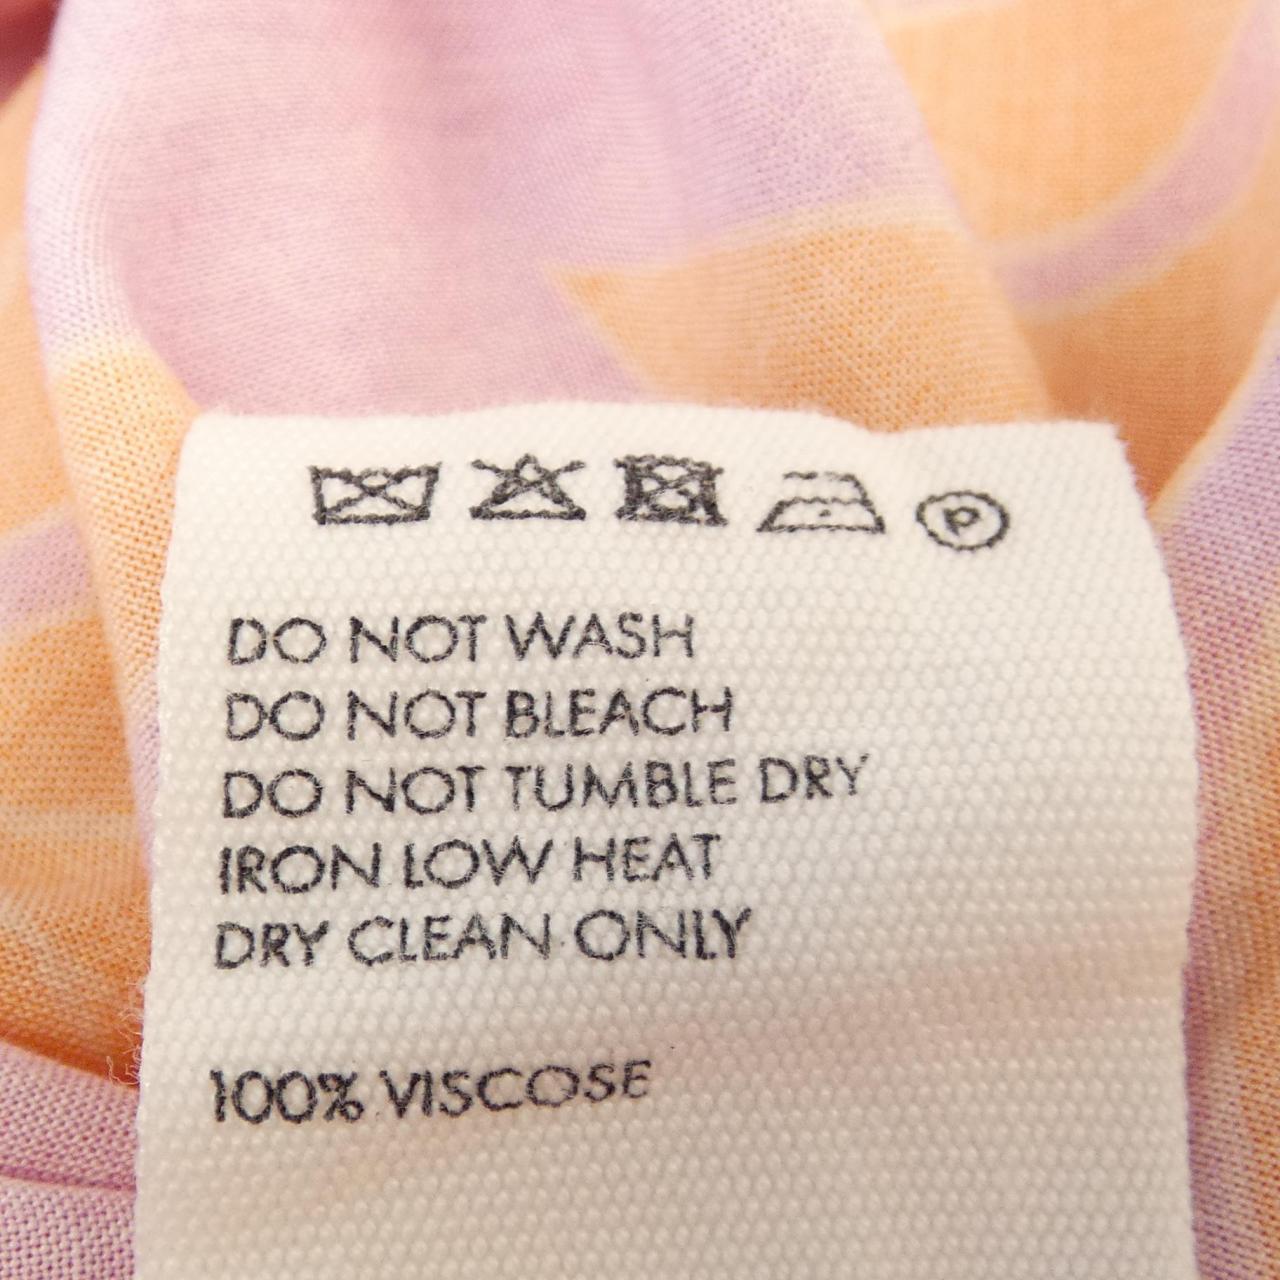 P
DO NOT WASH
DO NOT BLEACH
DO NOT TUMBLE DRY
IRON LOW HEAT
DRY CLEAN ONLY
100% VISCOSE